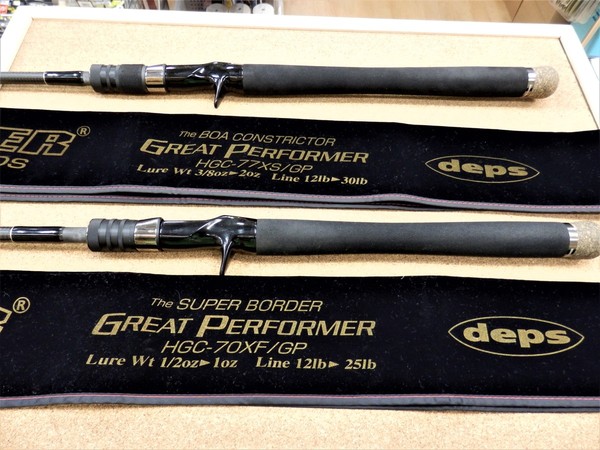 ER®
DS
The BOA CONSTRICTOR
GREAT PERFORMER
HGC-77XS/GP
Lure Wt 3/8oz►2oz Line 12lb►30lb
deps
®
The SUPER BORDER
GREAT PERFORMER
HGC-70XF/GP
Lure Wt 1/2oz►1oz Line 12lb►25lb
deps